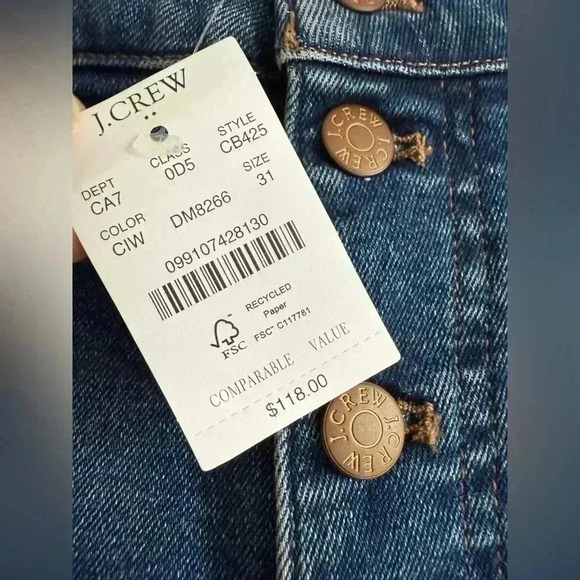 J.CREW
DEPT CLASS STYLE
CA7 0D5 CB425
COLOR SIZE
CIW DM8266 31
099107428130
RECYCLED
Paper
FSC™ C117781
FSC
COMPARABLE VALUE
$118.00
J.CREW J.CREW
J.CREW J.CREW